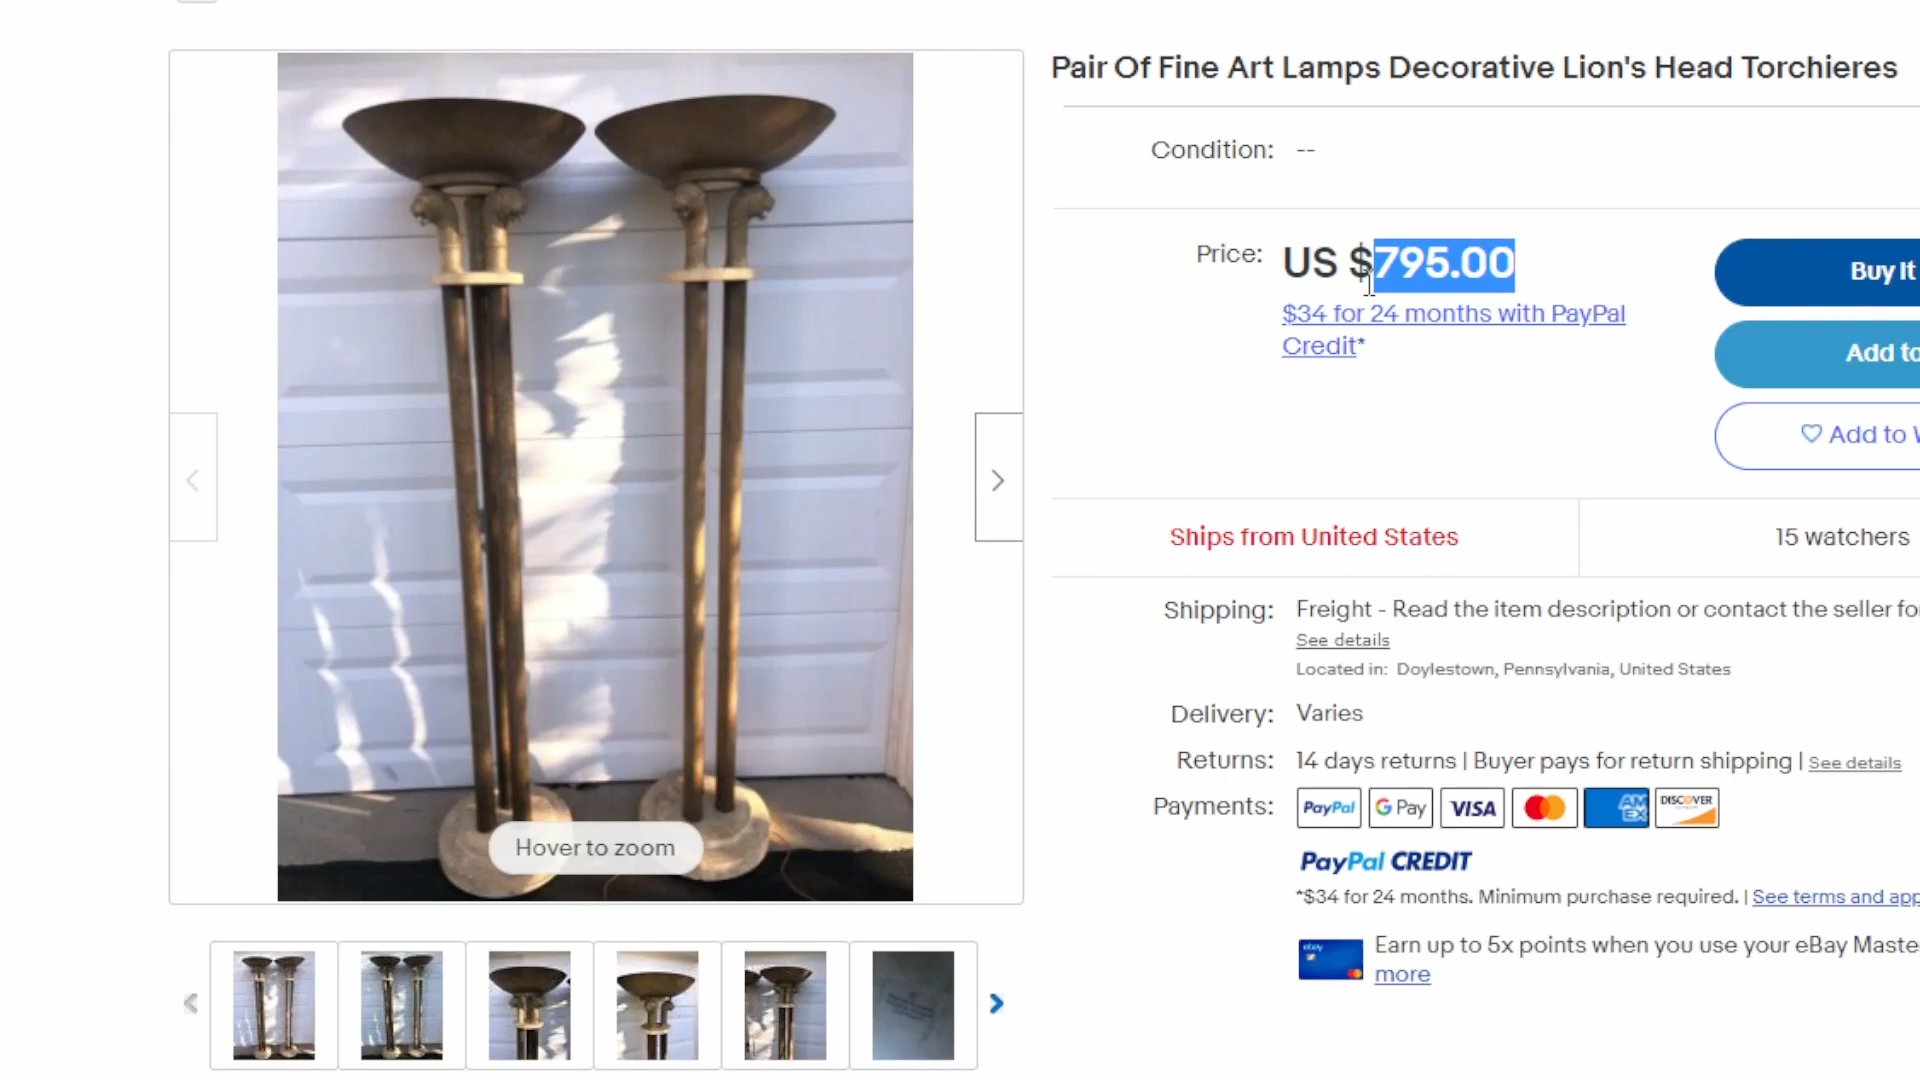 Pair Of Fine Art Lamps Decorative Lion's Head Torchieres
Condition: --
Price: US $795.00
$34 for 24 months with PayPal
Credit*
Buy It
Add to
Add to
Ships from United States
15 watchers
Shipping: Freight - Read the item description or contact the seller
See details
Located in: Doylestown, Pennsylvania, United States
Delivery: Varies
Returns: 14 days returns | Buyer pays for return shipping | See details
Payments: PayPal G Pay VISA AM EX DISCOVER
PayPal CREDIT
*$34 for 24 months. Minimum purchase required. | See terms and
ebay
Earn up to 5x points when you use your eBay
more
Hover to zoom